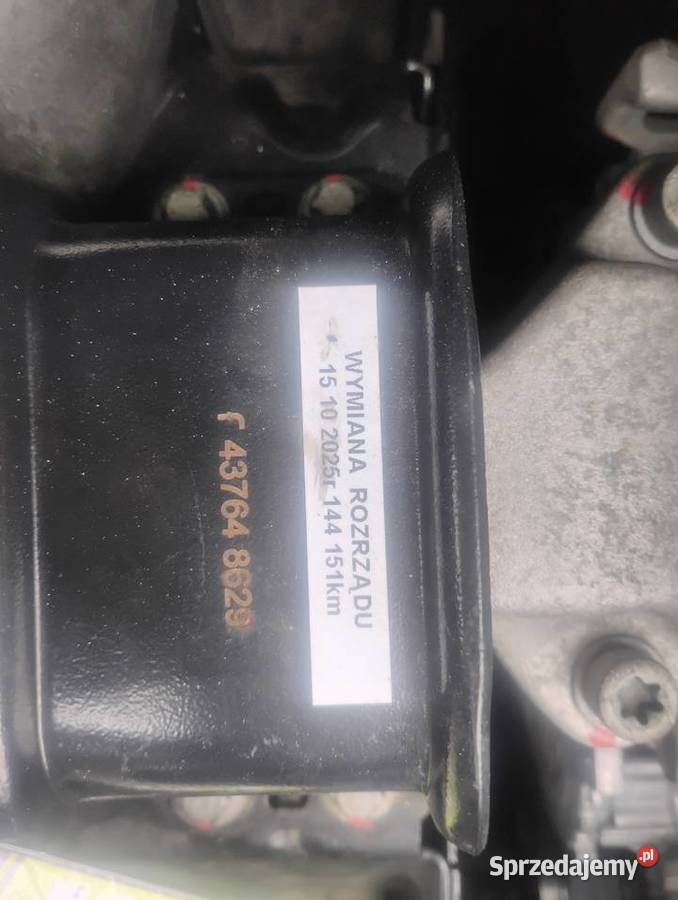 WYMIANA ROZRZĄDU
15 10 2025r 144 151km
r 43764 8629
Sprzedajemy.pl